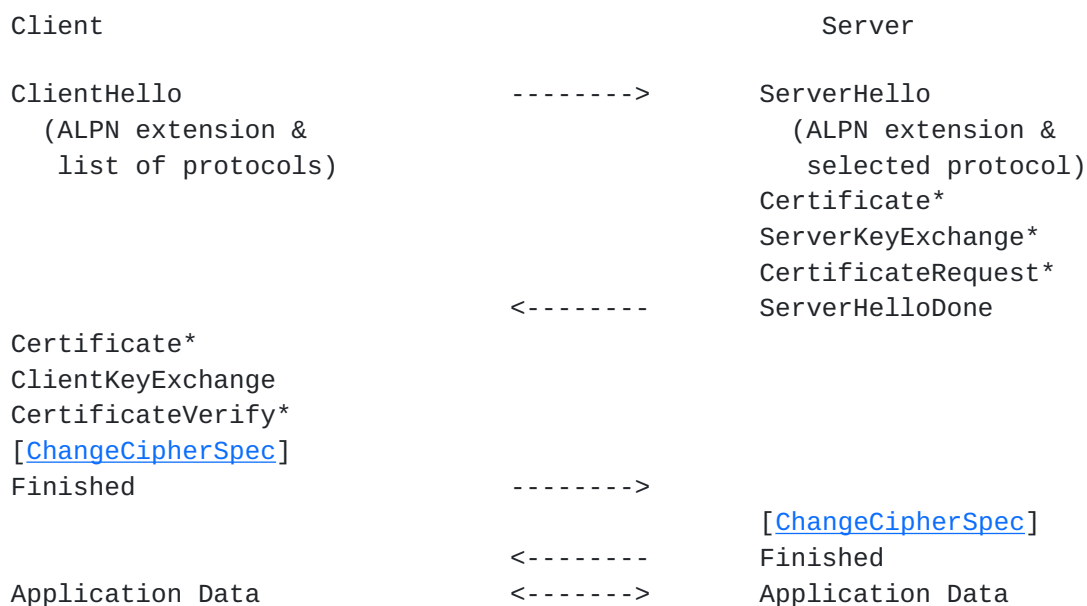 Client                                              Server

ClientHello                     -------->       ServerHello
  (ALPN extension &                               (ALPN extension &
   list of protocols)                              selected protocol)
                                                Certificate*
                                                ServerKeyExchange*
                                                CertificateRequest*
                                <--------       ServerHelloDone
Certificate*
ClientKeyExchange
CertificateVerify*
[ChangeCipherSpec]
Finished                        -------->
                                                [ChangeCipherSpec]
                                <--------       Finished
Application Data                <------->       Application Data